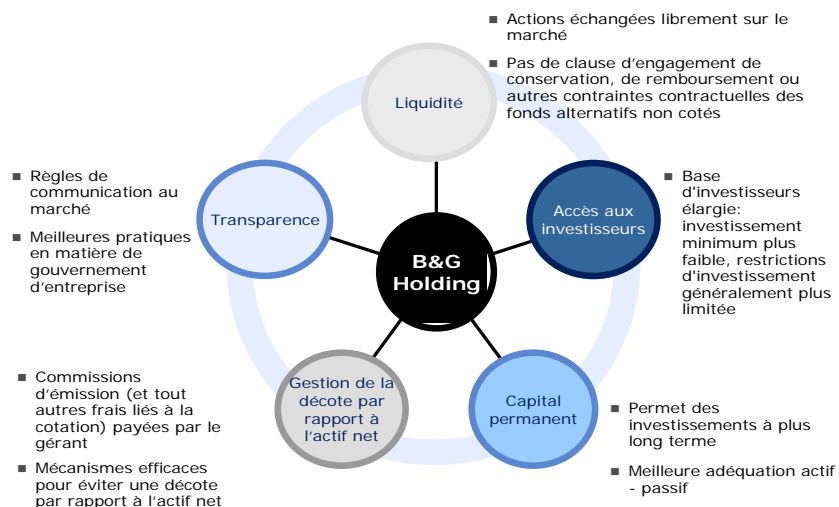 ■ Actions échangées librement sur le
marché
■ Pas de clause d'engagement de
conservation, de remboursement ou
autres contraintes contractuelles des
fonds alternatifs non cotés
Liquidité
■ Règles de
communication au
marché
■ Meilleures pratiques
en matière de
gouvernement
d'entreprise
Transparence
Accès aux
investisseurs
■ Base
d'investisseurs
élargie:
investissement
minimum plus
faible, restrictions
d'investissement
généralement plus
limitée
B&G
Holding
■ Commissions
d'émission (et tout
autres frais liés à la
cotation) payées par le
gérant
■ Mécanismes efficaces
pour éviter une décote
par rapport à l'actif net
Gestion de la
décote par
rapport à
l'actif net
Capital
permanent
■ Permet des
investissements à plus
long terme
■ Meilleure adéquation actif
- passif